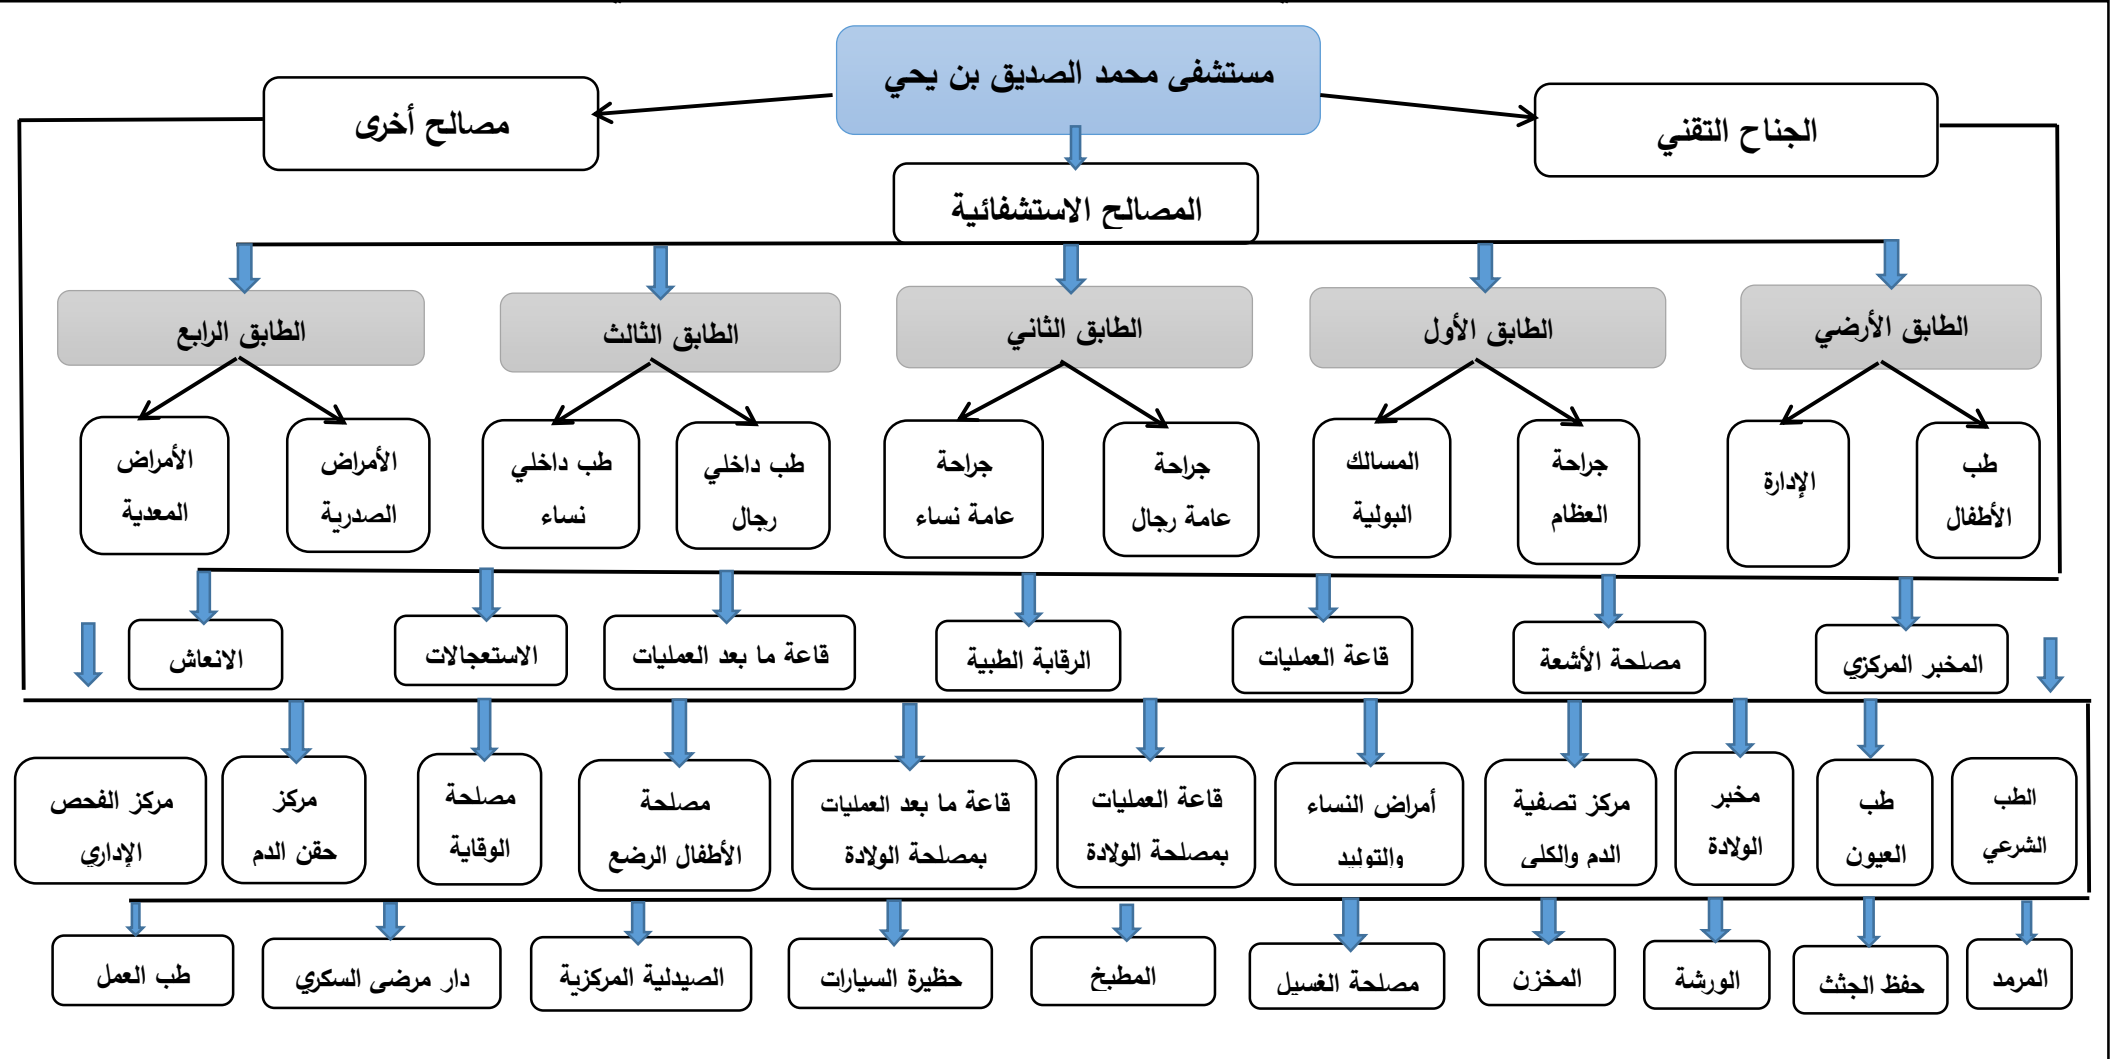 مستشفى محمد الصديق بن يحي
الجناح التقني
مصالح أخرى
المصالح الاستشفائية
الطابق الأرضي
الطابق الأول
الطابق الثاني
الطابق الثالث
الطابق الرابع
طب
الأطفال
الإدارة
جراحة
العظام
المسالك
البولية
جراحة
عامة رجال
جراحة
عامة نساء
طب داخلي
رجال
طب داخلي
نساء
الأمراض
الصدرية
الأمراض
المعدية
المخبر المركزي
مصلحة الأشعة
قاعة العمليات
الرقابة الطبية
قاعة ما بعد العمليات
الاستعجالات
الانعاش
الطب
الشرعي
طب
العيون
مخبر
الولادة
مركز تصفية
الدم والكلى
أمراض النساء
والتوليد
قاعة العمليات
بمصلحة الولادة
قاعة ما بعد العمليات
بمصلحة الولادة
مصلحة
الأطفال الرضع
مصلحة
الوقاية
مركز
حقن الدم
مركز الفحص
الإداري
المرمد
حفظ الجثث
الورشة
المخزن
مصلحة الغسيل
المطبخ
حظيرة السيارات
الصيدلية المركزية
دار مرضى السكري
طب العمل